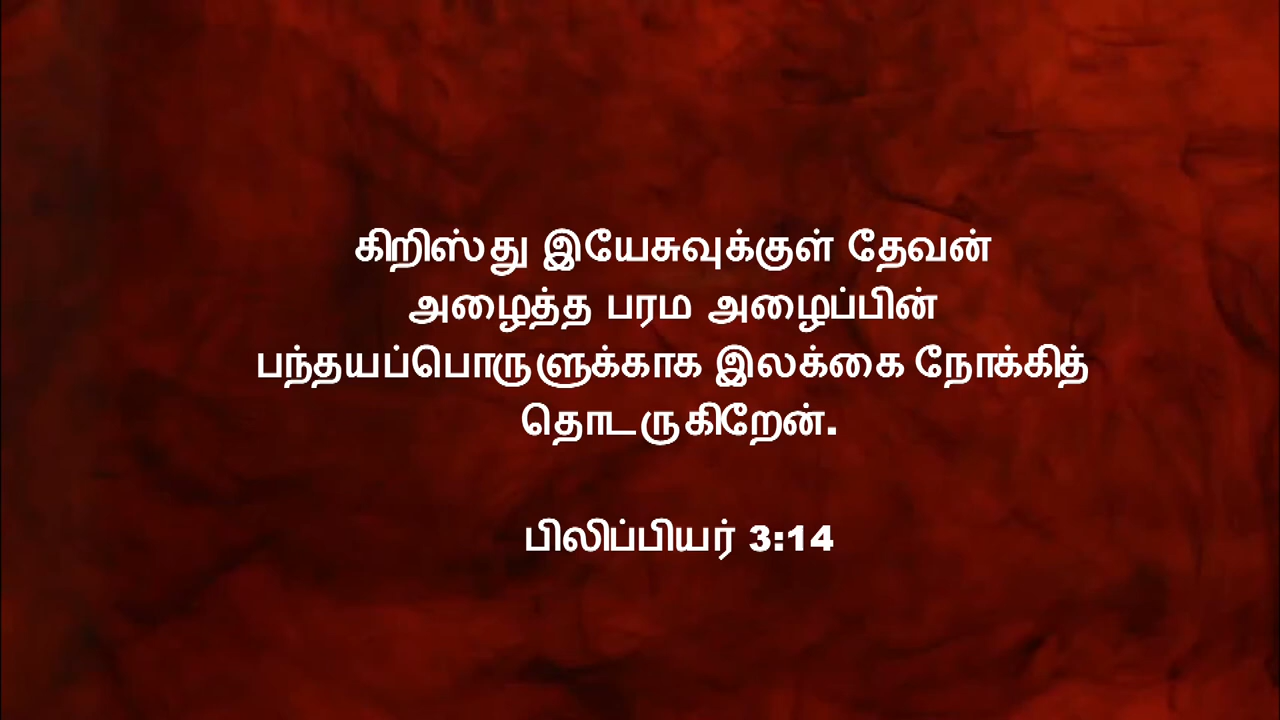 கிறிஸ்து இயேசுவுக்குள் தேவன்
அழைத்த பரம அழைப்பின்
பந்தயப்பொருளுக்காக இலக்கை நோக்கித்
தொடருகிறேன்.
பிலிப்பியர் 3:14